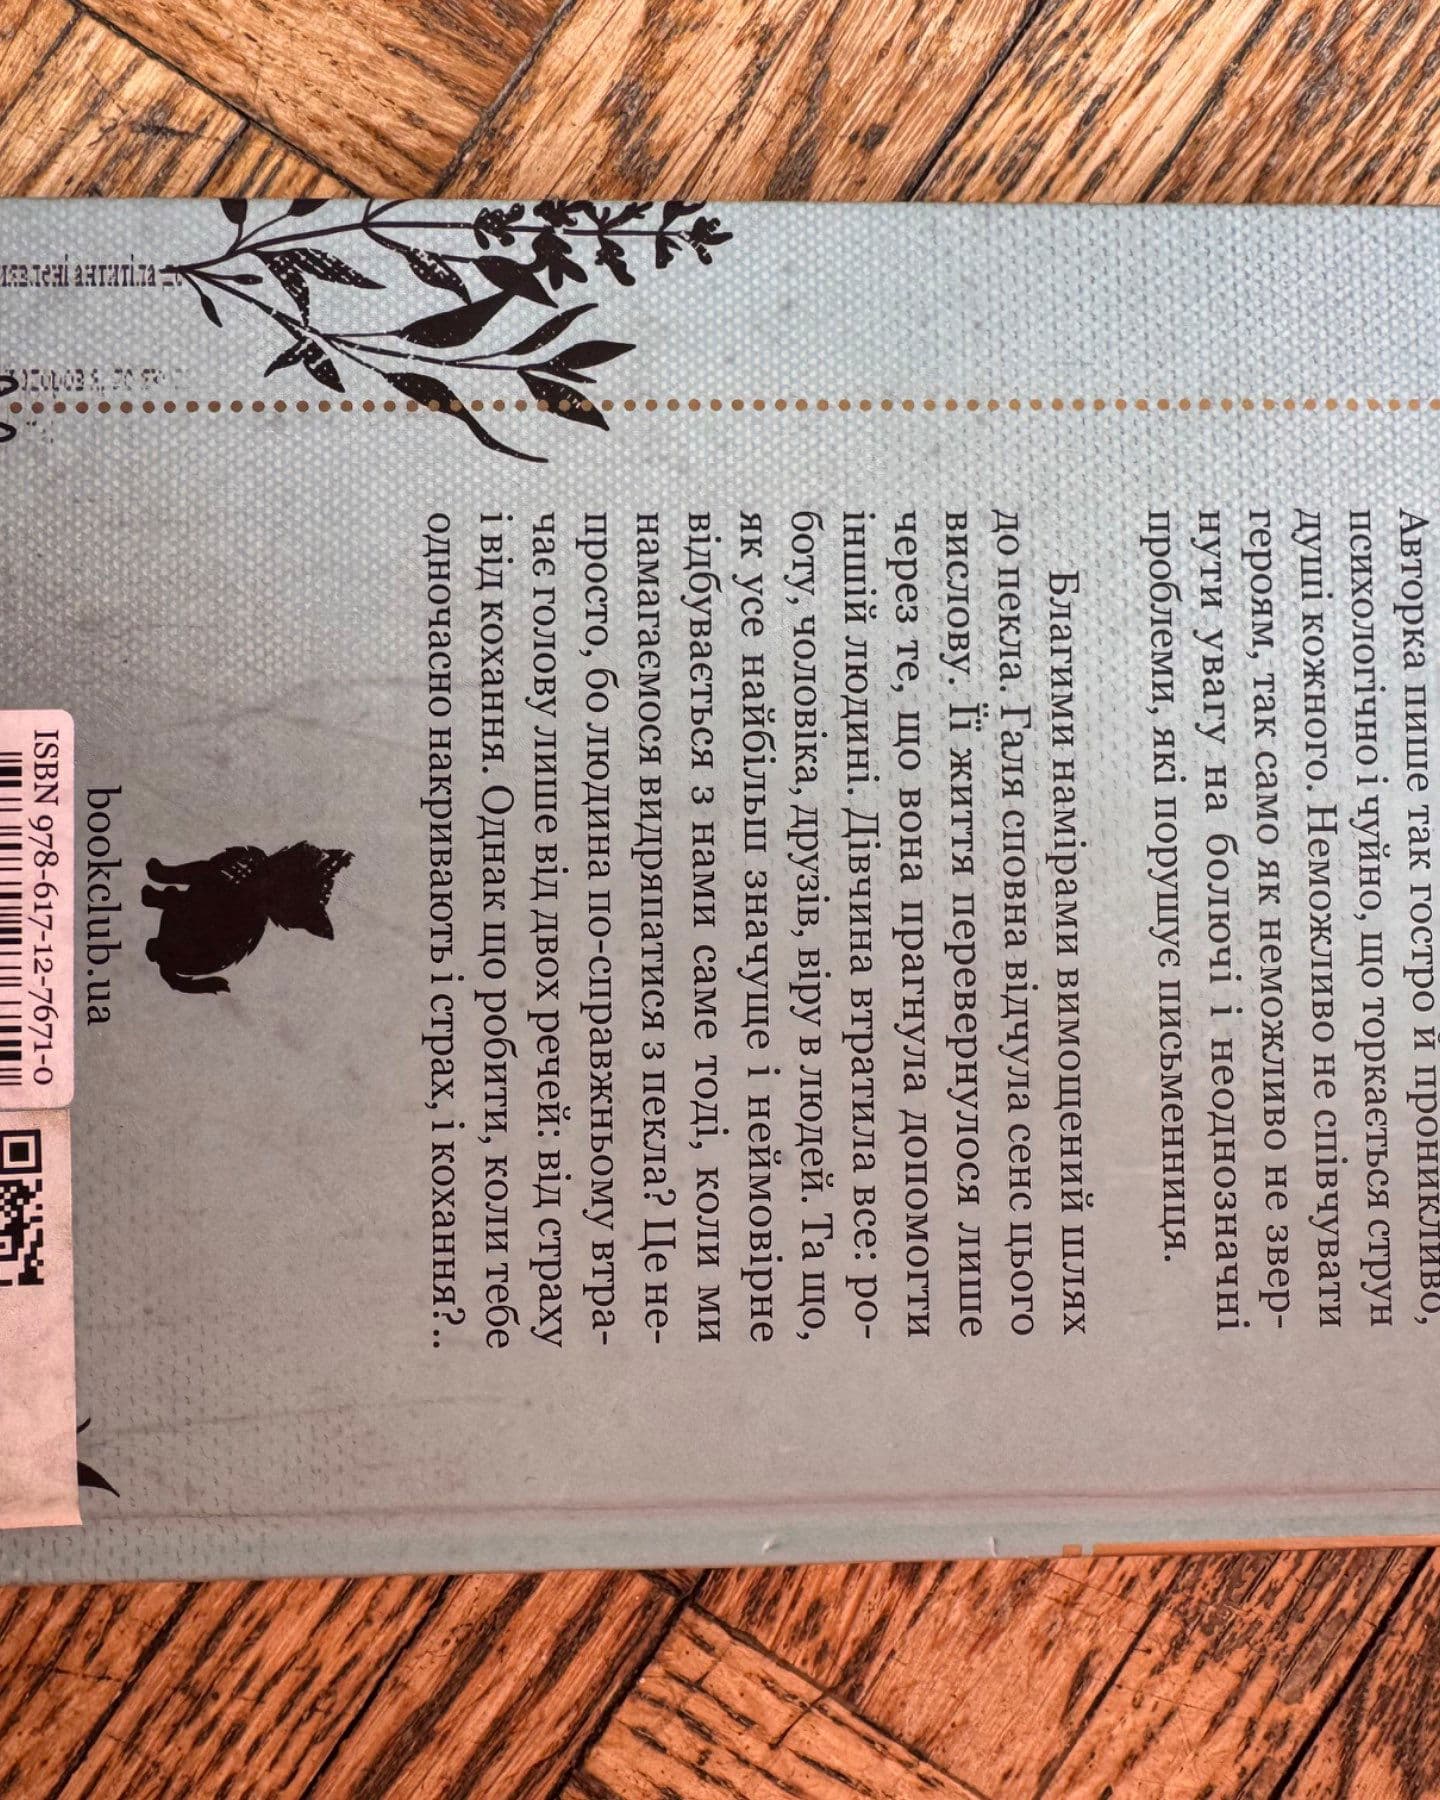 Авторка пише так гостро й проникливо,
психологічно і чуйно, що торкається струн
душі кожного. Неможливо не співчувати
героям, так само як неможливо не звер-
нути увагу на болючі і неоднозначні
проблеми, які порушує письменниця.
Благими намірами вимощений шлях
до пекла. Галя сповна відчула сенс цього
вислову. Її життя перевернулося лише
через те, що вона прагнула допомогти
іншій людині. Дівчина втратила все: ро-
боту, чоловіка, друзів, віру в людей. Та що,
як усе найбільш значуще і неймовірне
відбувається з нами саме тоді, коли ми
намагаємося видряпатися з пекла? Це не-
просто, бо людина по-справжньому втра-
чає голову лише від двох речей: від страху
і від кохання. Однак що робити, коли тебе
одночасно накривають і страх, і кохання?..
bookclub.ua
ISBN 978-617-12-7671-0